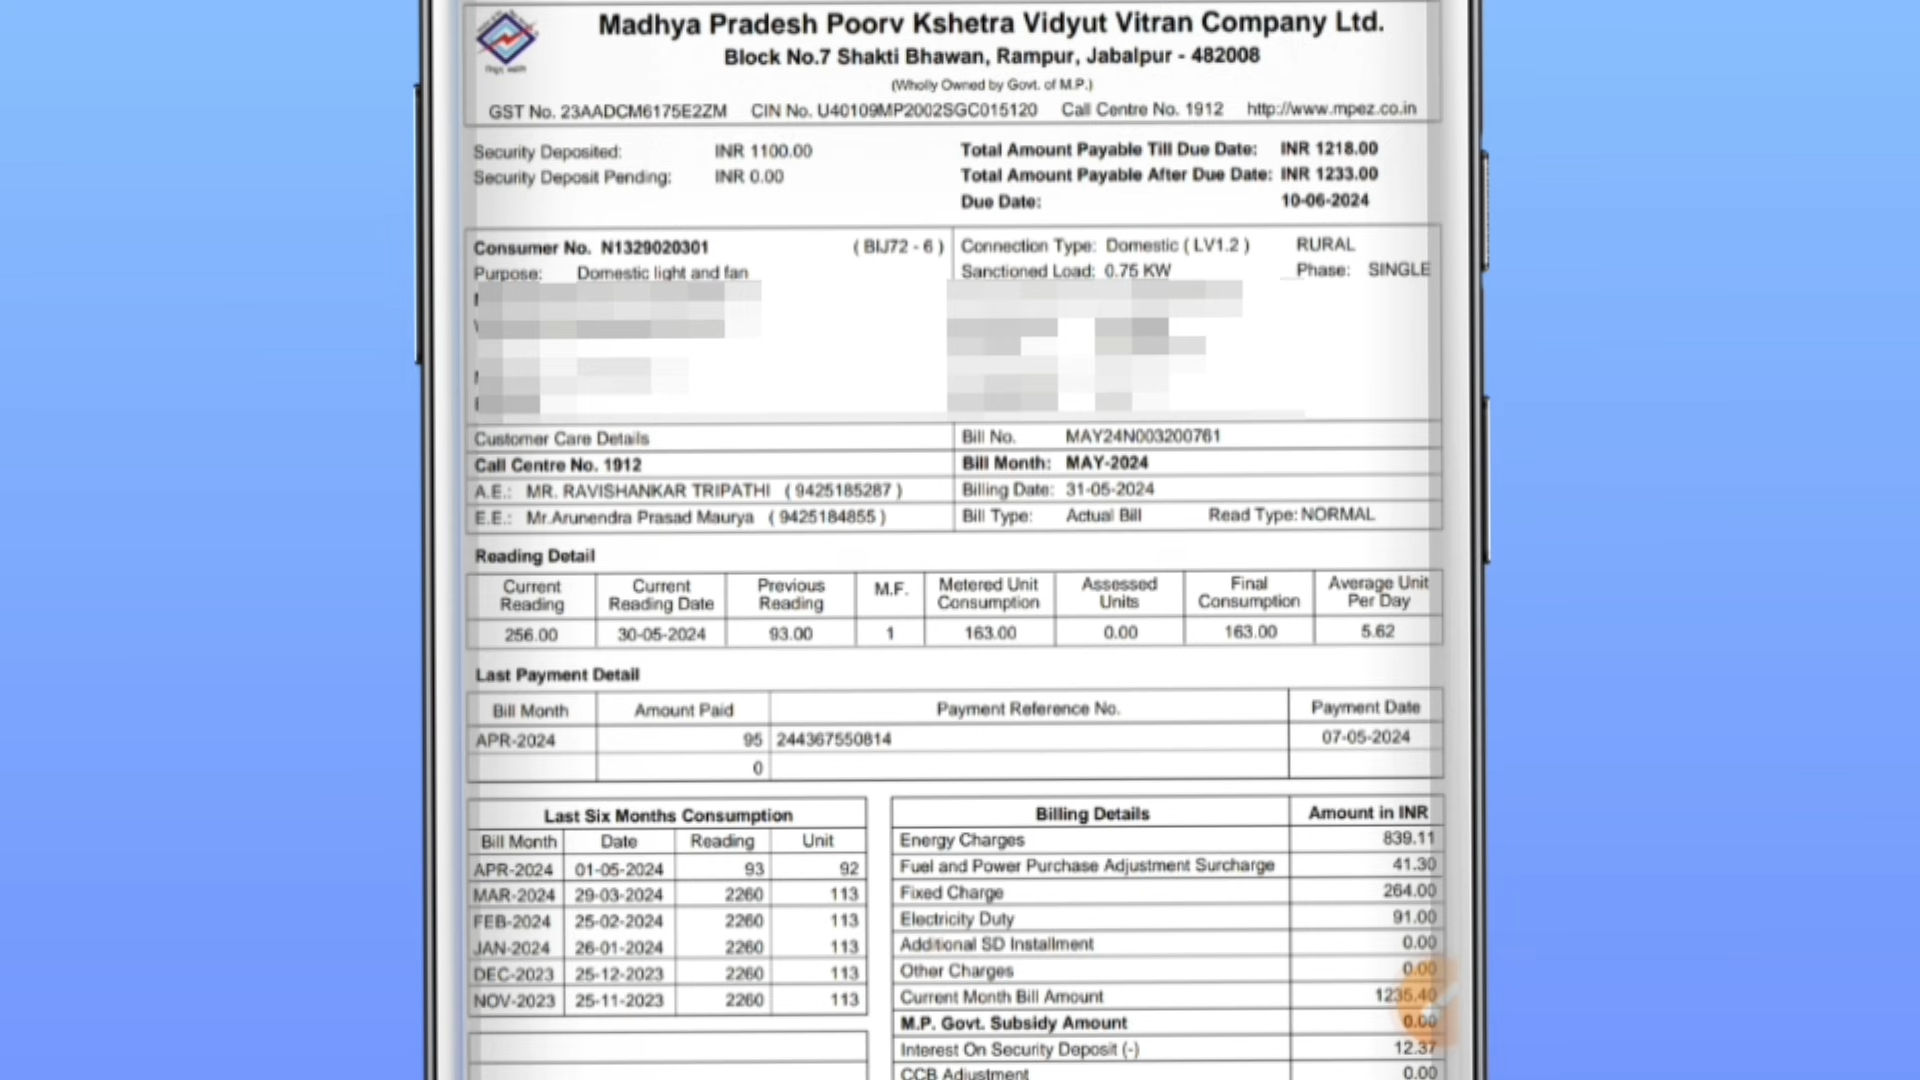 Madhya Pradesh Poorv Kshetra Vidyut Vitran Company Ltd.
Block No.7 Shakti Bhawan, Rampur, Jabalpur - 482008
(Wholly Owned by Govt. of M.P.)
GST No. 23AADCM6175E2ZM CIN No. U40109MP2002SGC015120 Call Centre No. 1912 http://www.mpez.co.in
Security Deposited: INR 1100.00 Total Amount Payable Till Due Date: INR 1218.00
Security Deposit Pending: INR 0.00 Total Amount Payable After Due Date: INR 1233.00
Due Date: 10-06-2024
Consumer No. N1329020301 ( BIJ72 - 6 ) Connection Type: Domestic ( LV1.2 ) RURAL
Purpose: Domestic light and fan Sanctioned Load: 0.75 KW Phase: SINGLE
Customer Care Details Bill No. MAY24N003200761
Call Centre No. 1912 Bill Month: MAY-2024
A.E.: MR. RAVISHANKAR TRIPATHI ( 9425185287 ) Billing Date: 31-05-2024
E.E.: Mr.Arunendra Prasad Maurya ( 9425184855 ) Bill Type: Actual Bill Read Type: NORMAL
Reading Detail
Current Reading Current Reading Date Previous Reading M.F. Metered Unit Consumption Assessed Units Final Consumption Average Unit Per Day
256.00 30-05-2024 93.00 1 163.00 0.00 163.00 5.62
Last Payment Detail
Bill Month Amount Paid Payment Reference No. Payment Date
APR-2024 95 244367550814 07-05-2024
0
Last Six Months Consumption
Bill Month Date Reading Unit
APR-2024 01-05-2024 93 92
MAR-2024 29-03-2024 2260 113
FEB-2024 25-02-2024 2260 113
JAN-2024 26-01-2024 2260 113
DEC-2023 25-12-2023 2260 113
NOV-2023 25-11-2023 2260 113
Billing Details Amount in INR
Energy Charges 839.11
Fuel and Power Purchase Adjustment Surcharge 41.30
Fixed Charge 264.00
Electricity Duty 91.00
Additional SD Installment 0.00
Other Charges 0.00
Current Month Bill Amount 1235.40
M.P. Govt. Subsidy Amount 0.00
Interest On Security Deposit (-) 12.37
CCB Adjustment 0.00